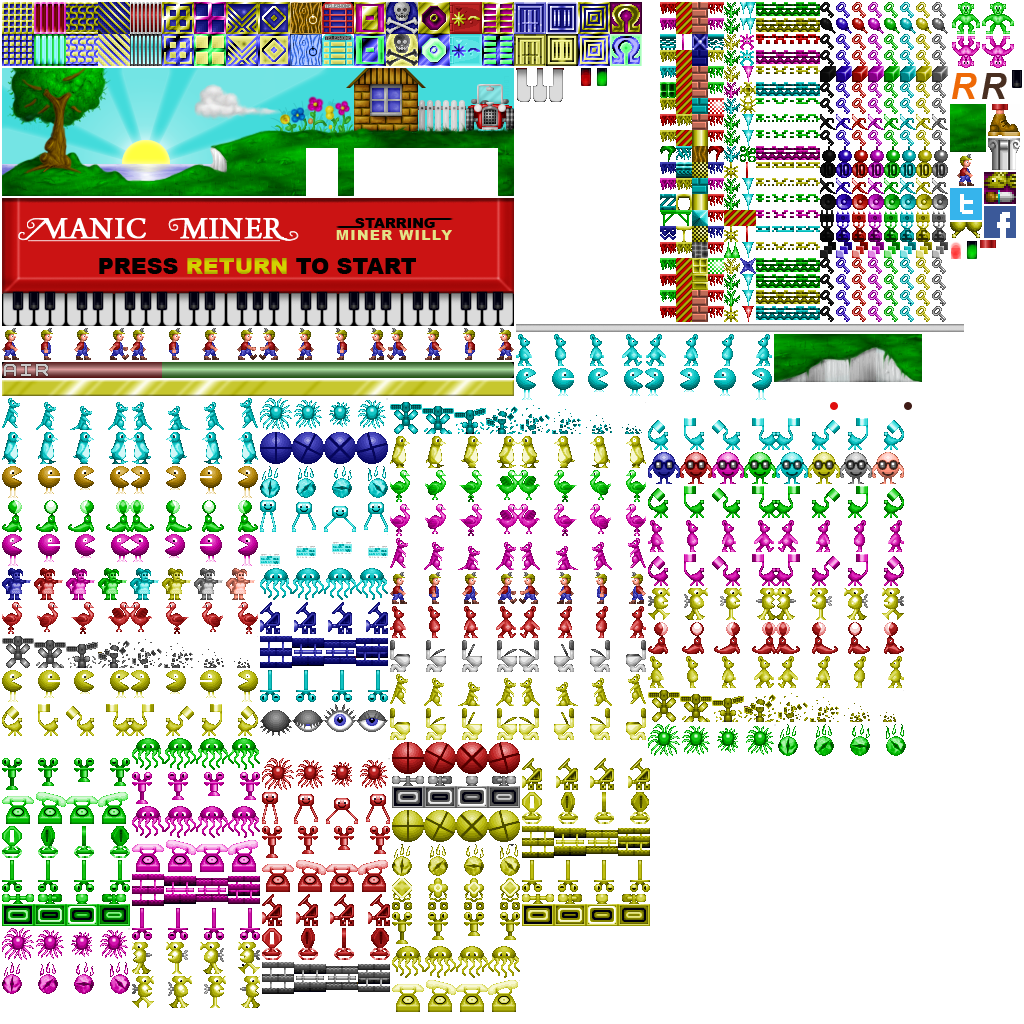 R R
t
f
MANIC MINER
STARRING
MINER WILLY
PRESS RETURN TO START
AIR